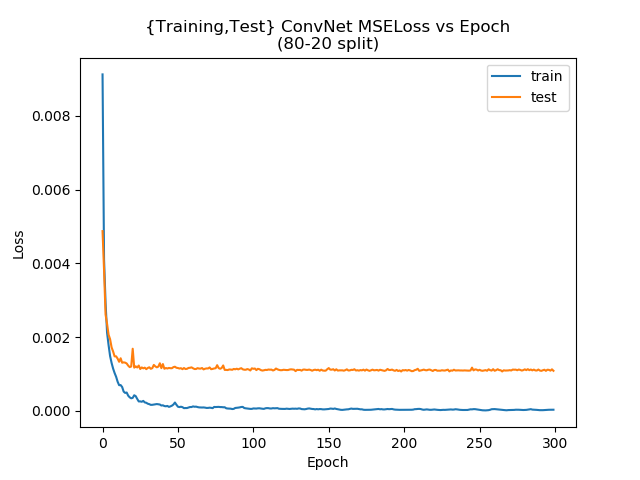 {Training,Test} ConvNet MSELoss vs Epoch
(80-20 split)
train
test
Loss
0.008
0.006
0.004
0.002
0.000
0 50 100 150 200 250 300
Epoch